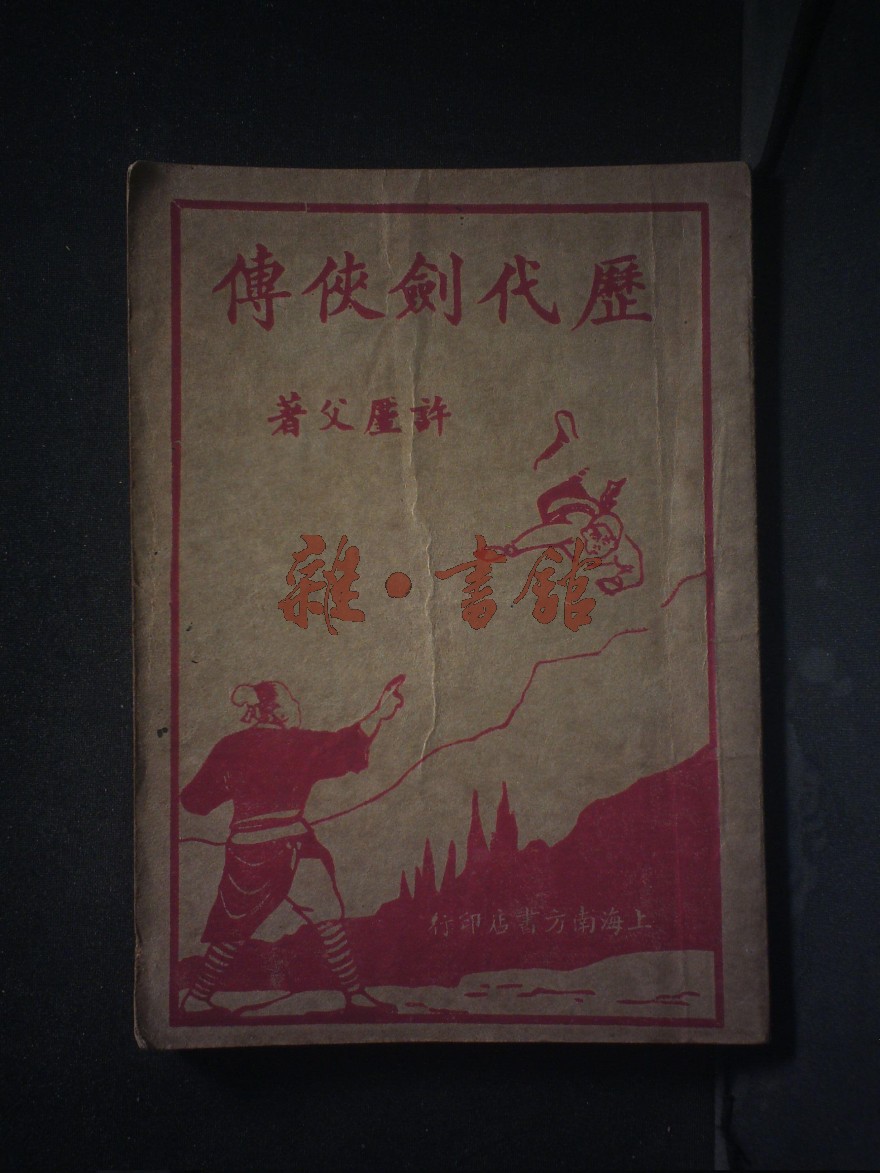 歷代劍俠傳
許廑父著
雜·書館
上海南方書店印行